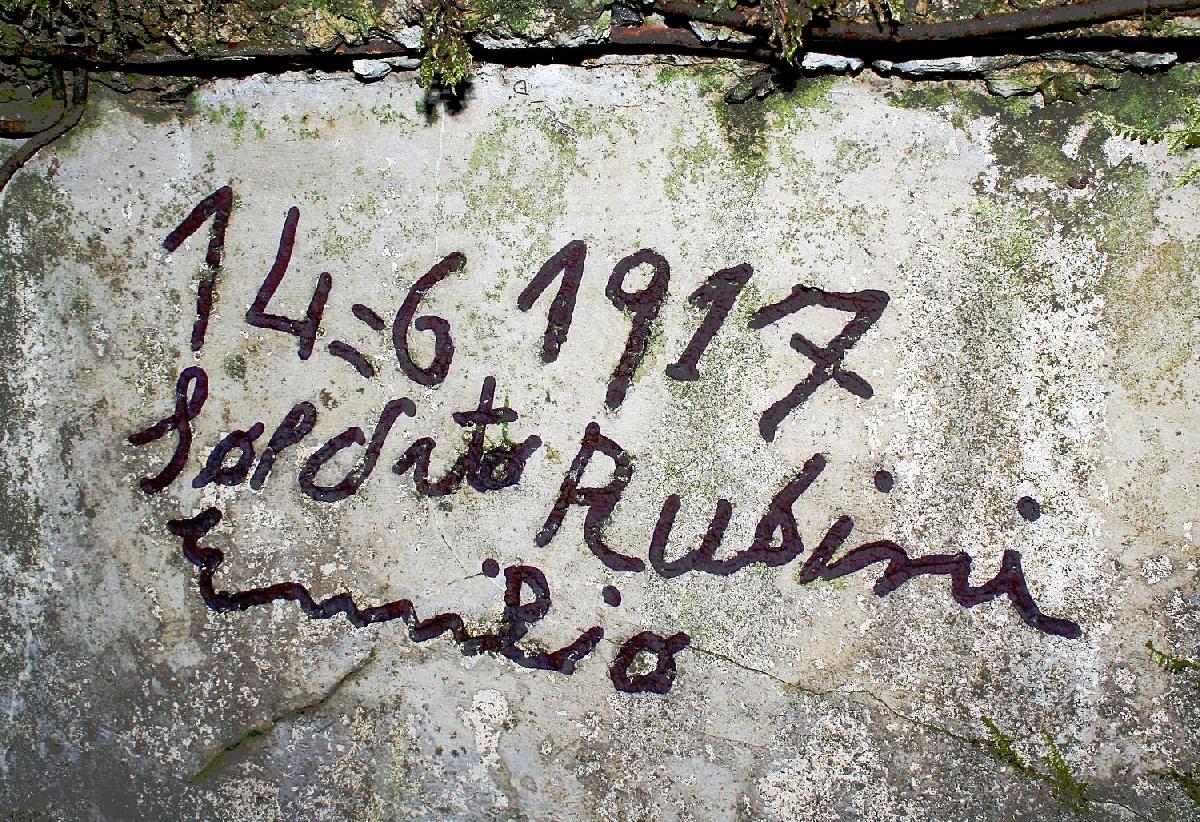 14.6 1917
Soldato Rubini
Emilio